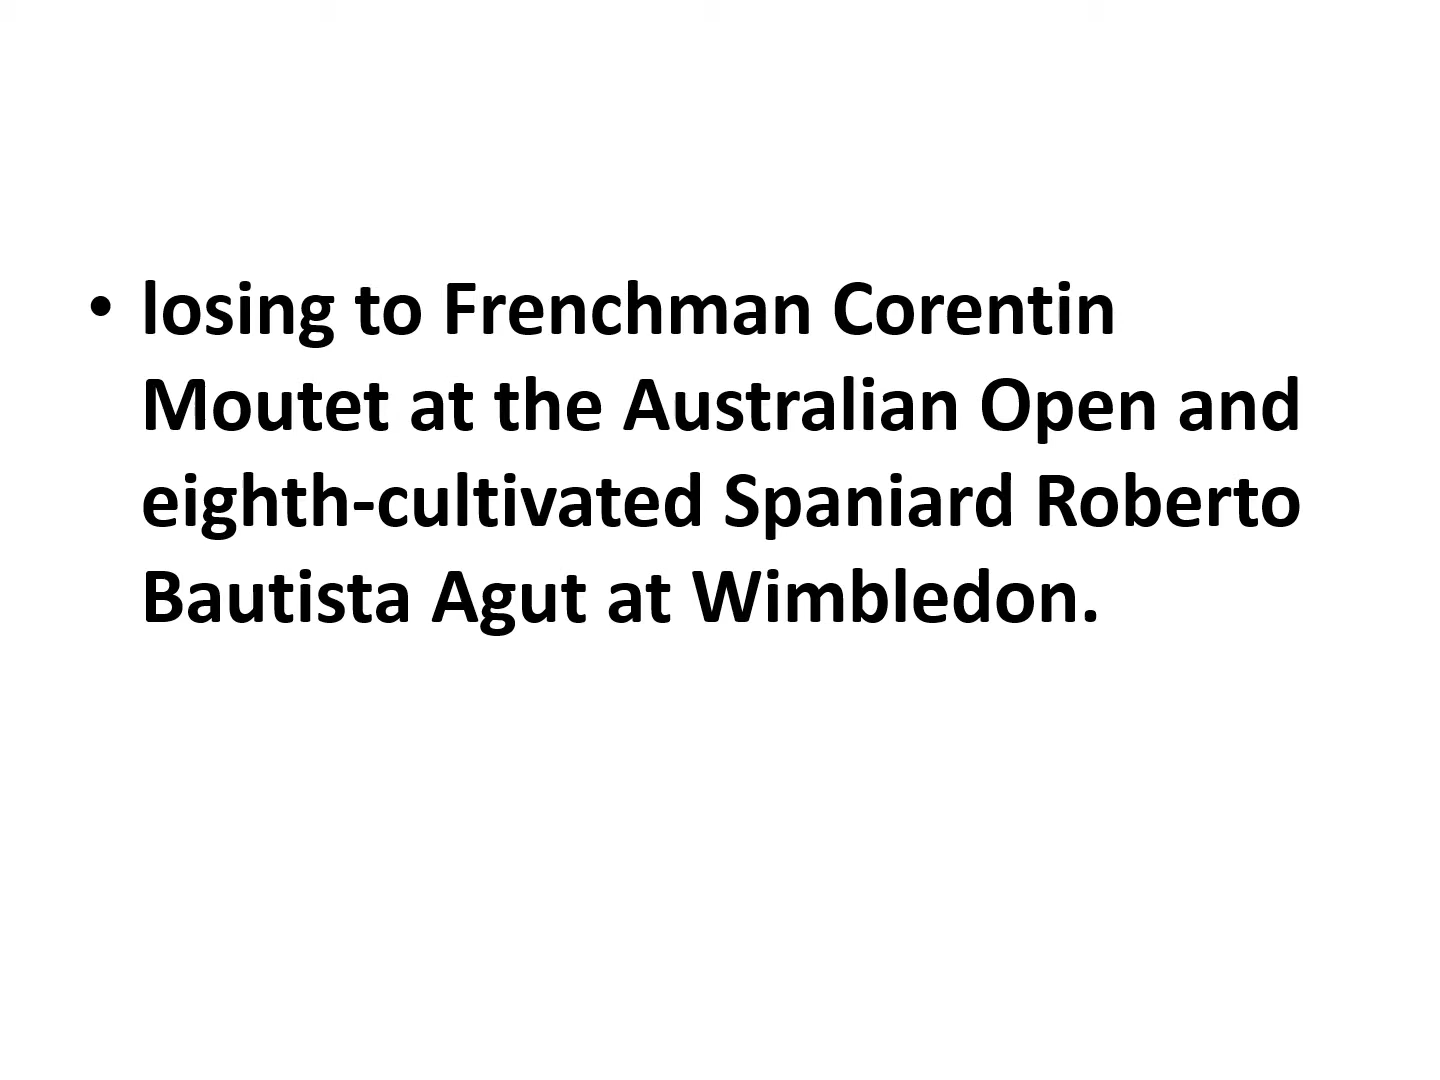 • losing to Frenchman Corentin
Moutet at the Australian Open and
eighth-cultivated Spaniard Roberto
Bautista Agut at Wimbledon.